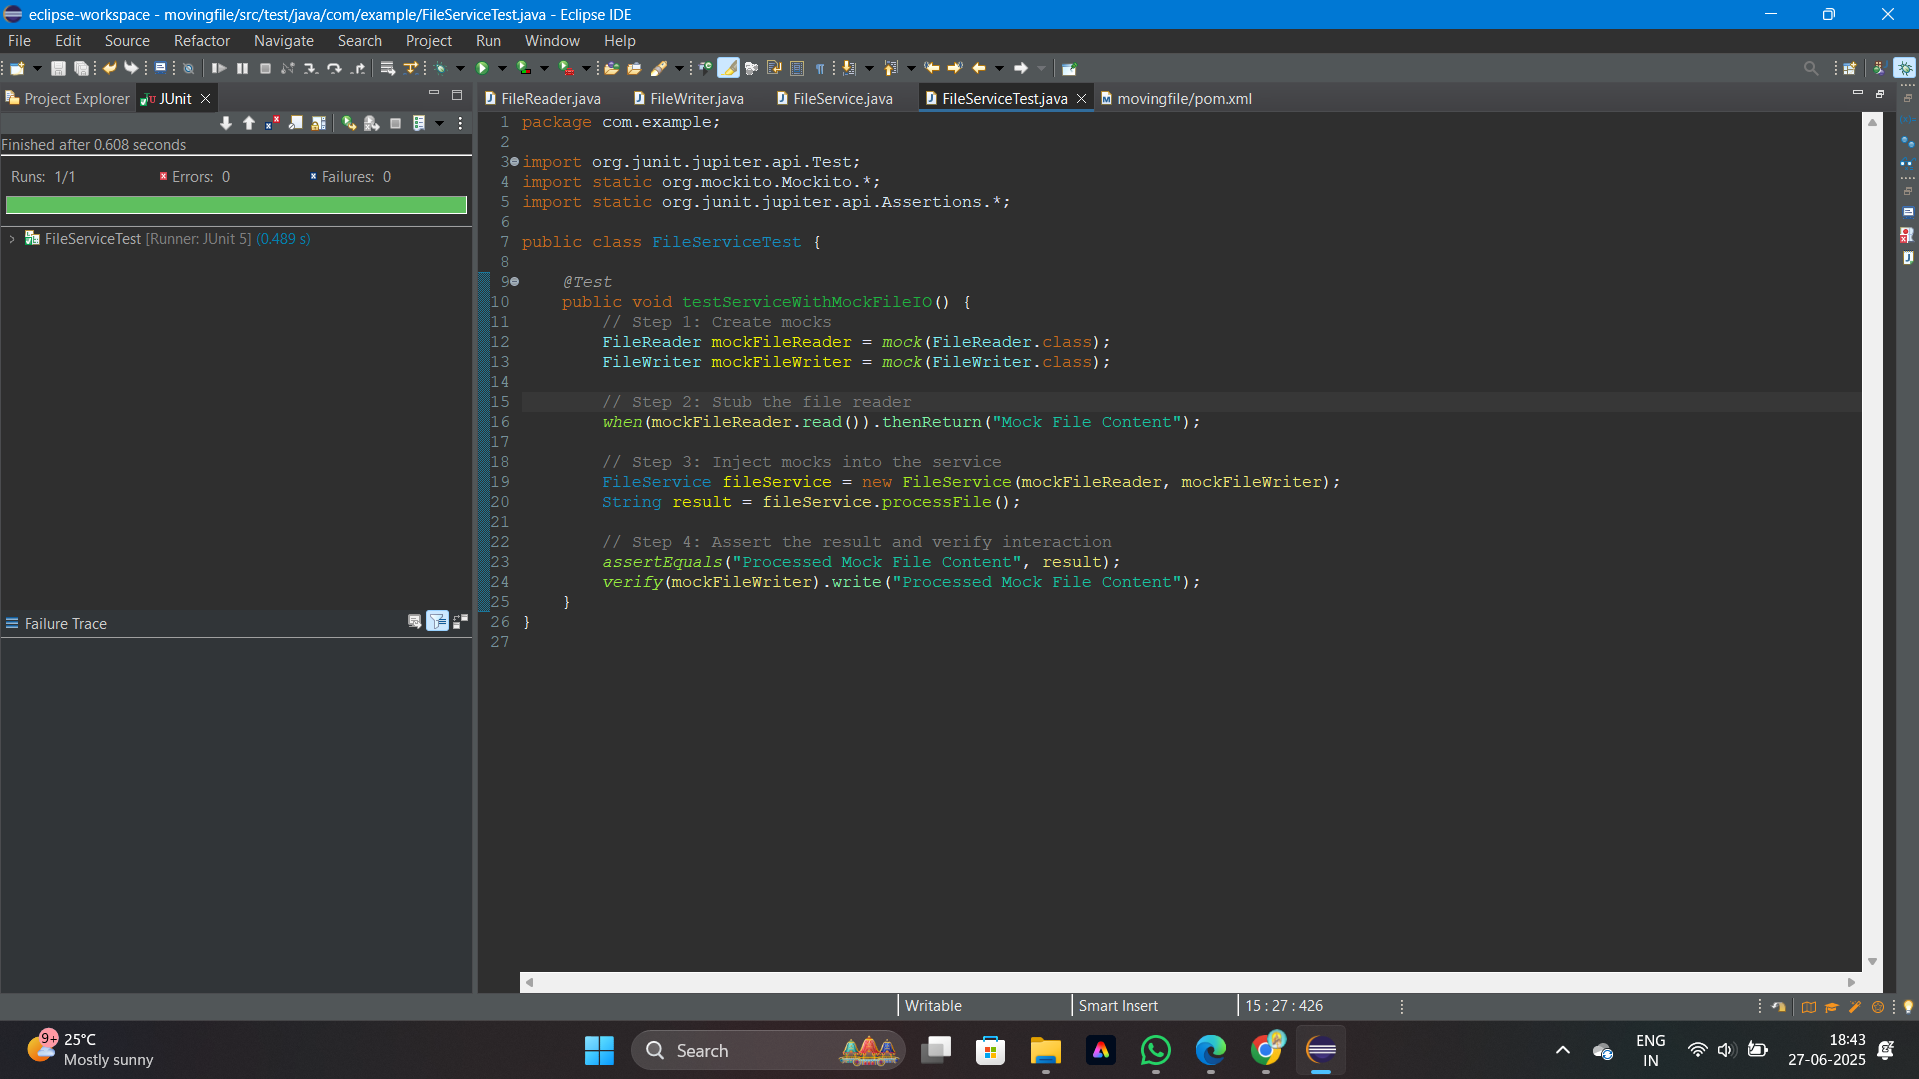 eclipse-workspace - movingfile/src/test/java/com/example/FileServiceTest.java - Eclipse IDE
File Edit Source Refactor Navigate Search Project Run Window Help
Project Explorer JUnit
FileReader.java FileWriter.java FileService.java FileServiceTest.java movingfile/pom.xml
Finished after 0.608 seconds
Runs: 1/1 Errors: 0 Failures: 0
FileServiceTest [Runner: JUnit 5] (0.489 s)
Failure Trace
1 package com.example;
2
3 import org.junit.jupiter.api.Test;
4 import static org.mockito.Mockito.*;
5 import static org.junit.jupiter.api.Assertions.*;
6
7 public class FileServiceTest {
8
9 @Test
10 public void testServiceWithMockFileIO() {
11 // Step 1: Create mocks
12 FileReader mockFileReader = mock(FileReader.class);
13 FileWriter mockFileWriter = mock(FileWriter.class);
14
15 // Step 2: Stub the file reader
16 when(mockFileReader.read()).thenReturn("Mock File Content");
17
18 // Step 3: Inject mocks into the service
19 FileService fileService = new FileService(mockFileReader, mockFileWriter);
20 String result = fileService.processFile();
21
22 // Step 4: Assert the result and verify interaction
23 assertEquals("Processed Mock File Content", result);
24 verify(mockFileWriter).write("Processed Mock File Content");
25 }
26 }
27
Writable Smart Insert 15 : 27 : 426
9+ 25°C
Mostly sunny
Search
ENG
IN
18:43
27-06-2025